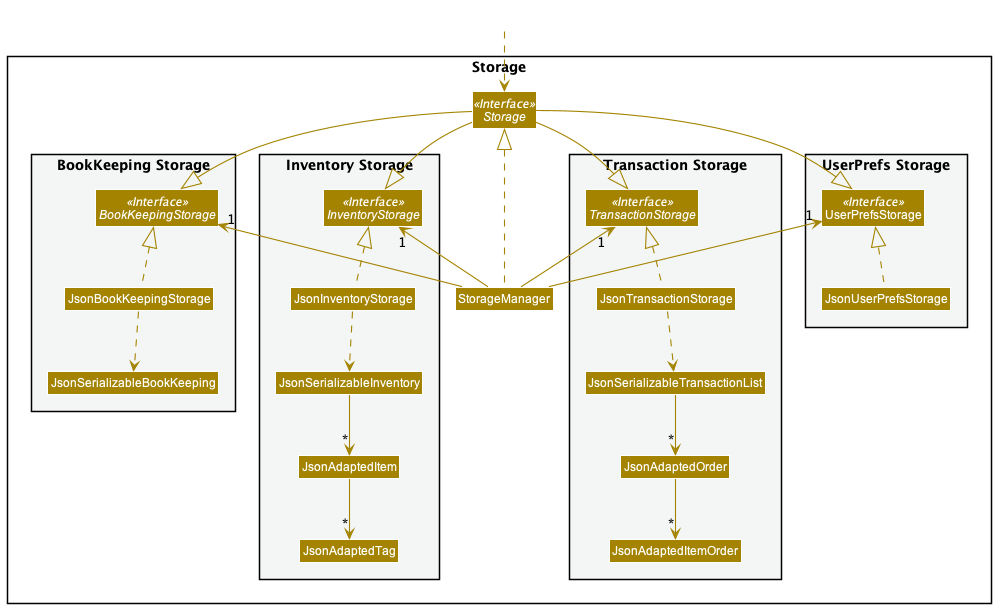 Storage
«Interface»
Storage
BookKeeping Storage
Inventory Storage
Transaction Storage
UserPrefs Storage
«Interface»
BookKeepingStorage
«Interface»
InventoryStorage
«Interface»
TransactionStorage
«Interface»
UserPrefsStorage
1
1
1
1
JsonBookKeepingStorage
JsonInventoryStorage
StorageManager
JsonTransactionStorage
JsonUserPrefsStorage
JsonSerializableBookKeeping
JsonSerializableInventory
JsonSerializableTransactionList
*
*
JsonAdaptedItem
JsonAdaptedOrder
*
*
JsonAdaptedTag
JsonAdaptedItemOrder